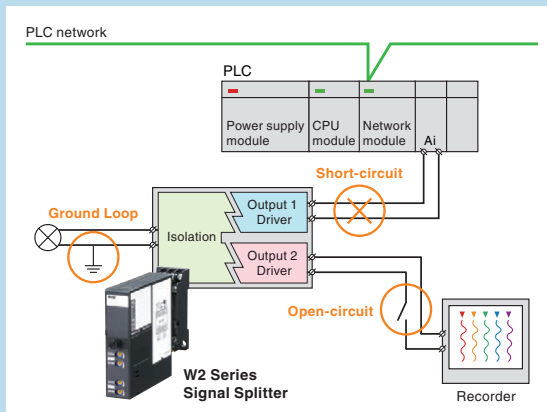 PLC network
PLC
Power supply
module
CPU
module
Network
module
Ai
Short-circuit
Ground Loop
Output 1
Driver
Isolation
Output 2
Driver
Open-circuit
W2 Series
Signal Splitter
Recorder